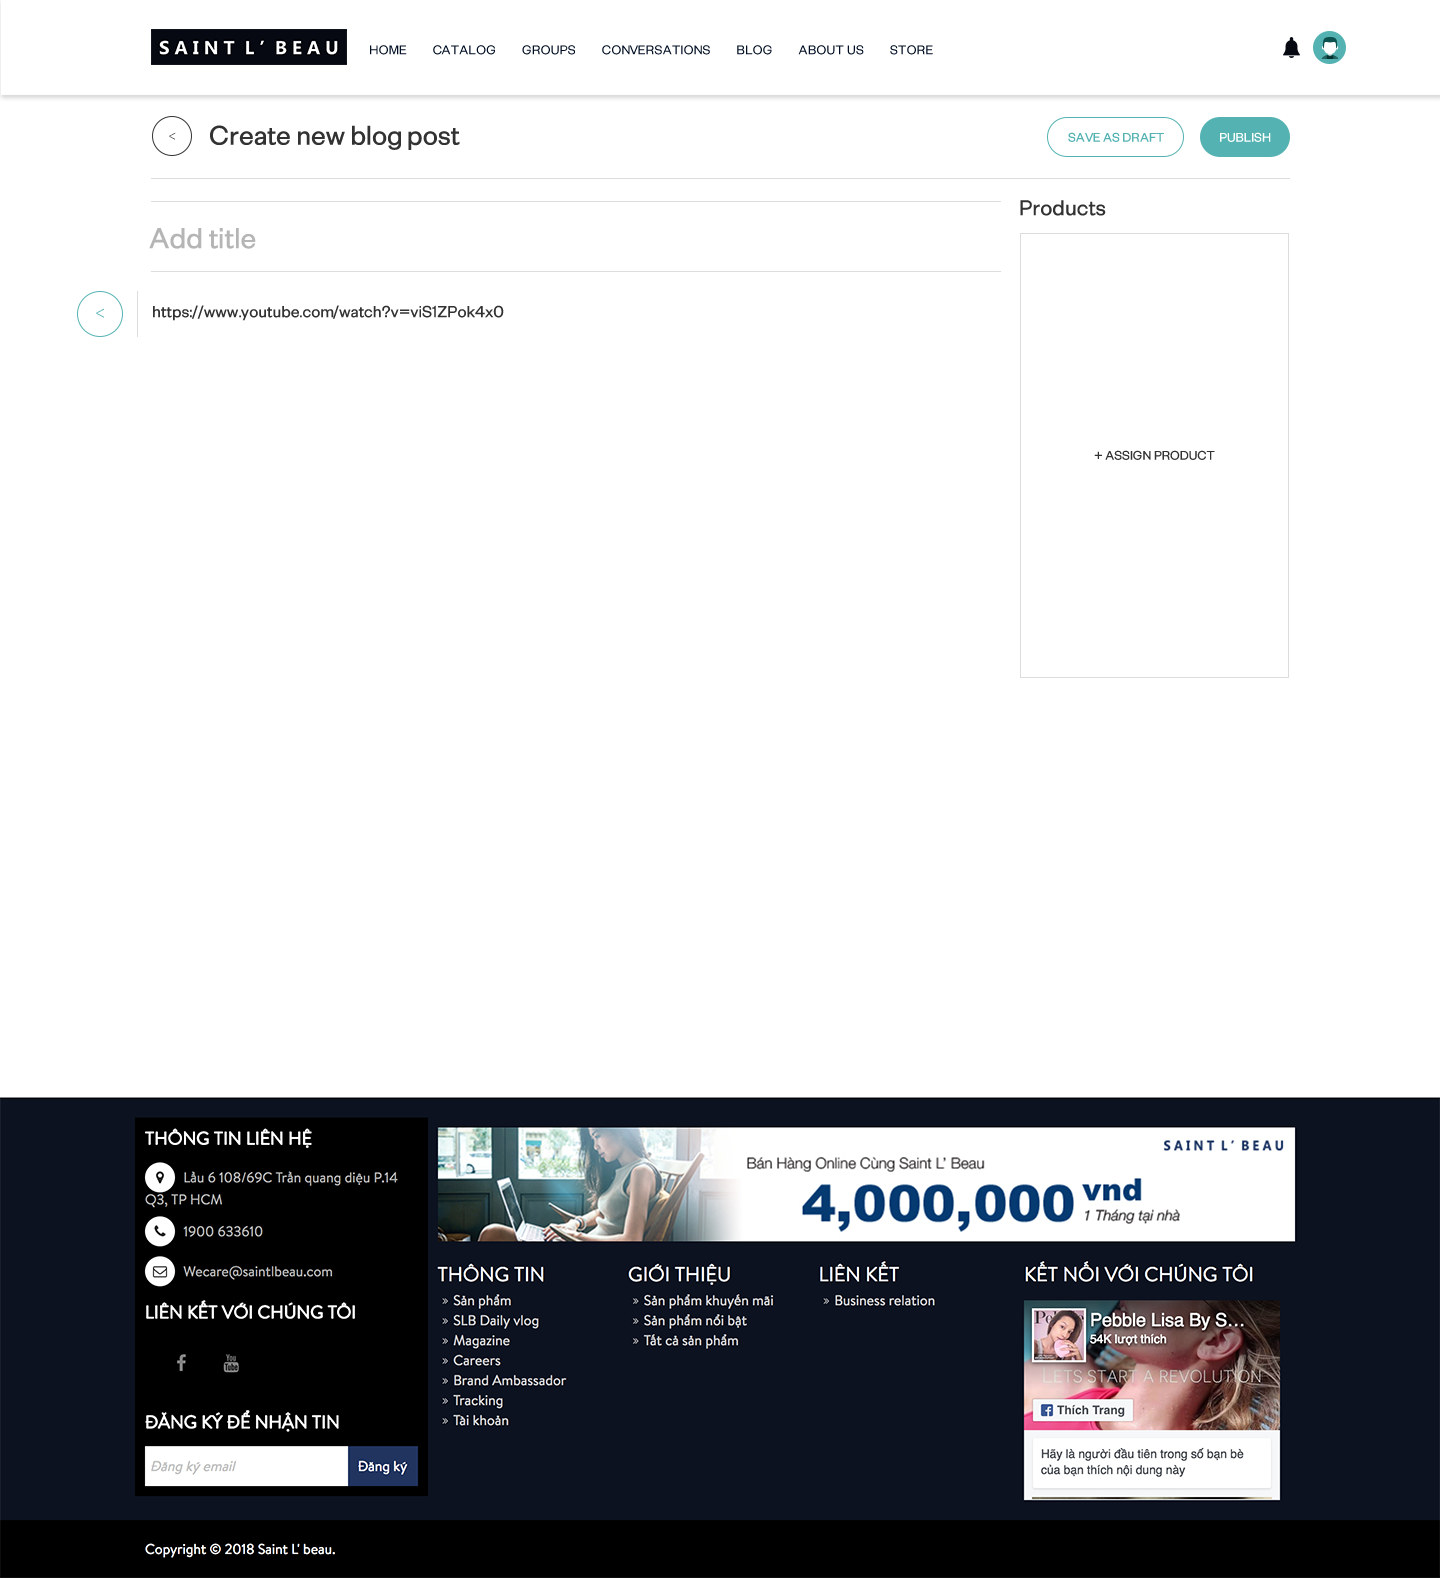 SAINT L' BEAU
HOME CATALOG GROUPS CONVERSATIONS BLOG ABOUT US STORE
<
Create new blog post
SAVE AS DRAFT
PUBLISH
Products
Add title
<
https://www.youtube.com/watch?v=viS1ZPok4x0
+ ASSIGN PRODUCT
THÔNG TIN LIÊN HỆ
Lầu 6 108/69C Trần quang diệu P.14
Q3, TP HCM
1900 633610
Wecare@saintlbeau.com
LIÊN KẾT VỚI CHÚNG TÔI
You
Tube
ĐĂNG KÝ ĐỂ NHẬN TIN
Đăng ký email
Đăng ký
SAINT L' BEAU
Bán Hàng Online Cùng Saint L' Beau
4,000,000 vnd
1 Tháng tại nhà
THÔNG TIN
» Sản phẩm
» SLB Daily vlog
» Magazine
» Careers
» Brand Ambassador
» Tracking
» Tài khoản
GIỚI THIỆU
» Sản phẩm khuyến mãi
» Sản phẩm nổi bật
» Tất cả sản phẩm
LIÊN KẾT
» Business relation
KẾT NỐI VỚI CHÚNG TÔI
Pebble Lisa By S...
54K lượt thích
LETS START A REVOLUTION
Thích Trang
Hãy là người đầu tiên trong số bạn bè
của bạn thích nội dung này
Copyright © 2018 Saint L' beau.